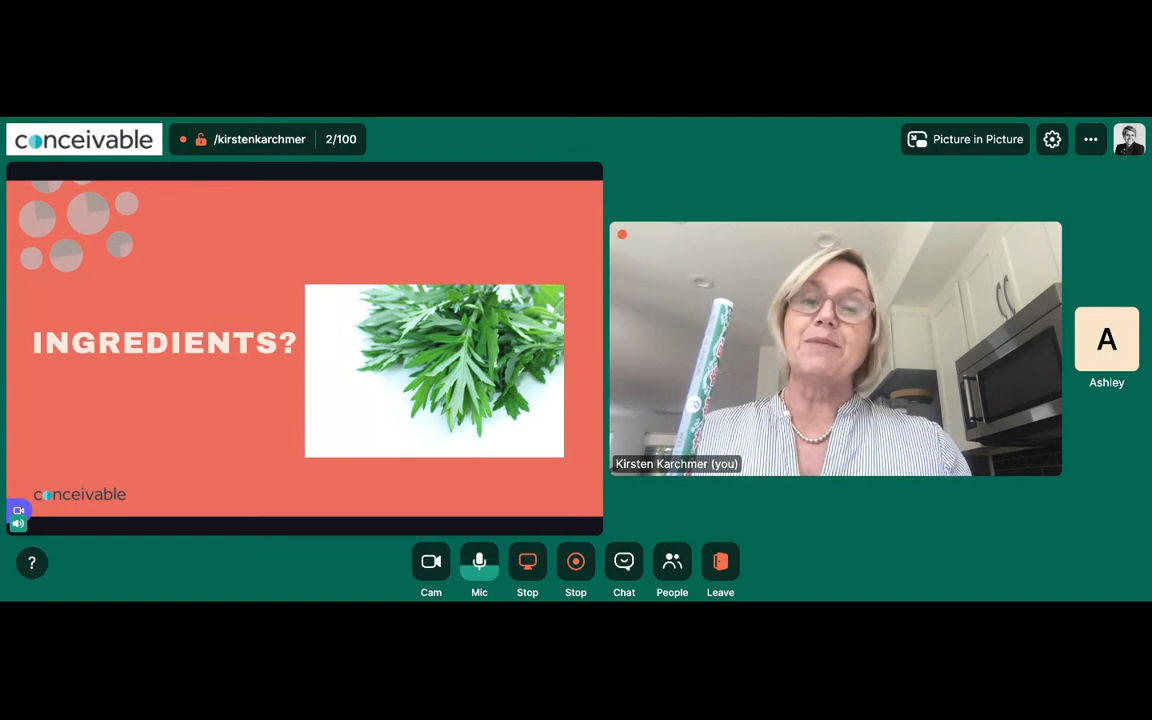 conceivable
/kirstenkarchmer
2/100
Picture in Picture
INGREDIENTS?
conceivable
Kirsten Karchmer (you)
A
Ashley
?
Cam
Mic
Stop
Stop
Chat
People
Leave